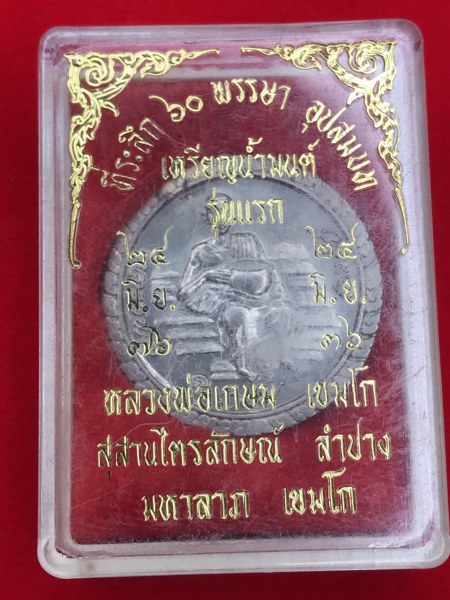 ที่ระลึก ๖๐ พรรษา อุปสมบท
เหรียญน้ำมนต์
รุ่นแรก
๒๕ ๒๕
มิ.ย. มิ.ย.
๓๖ ๓๖
หลวงพ่อเกษม เขมโก
สุสานไตรลักษณ์ ลำปาง
มหาลาภ เขมโก